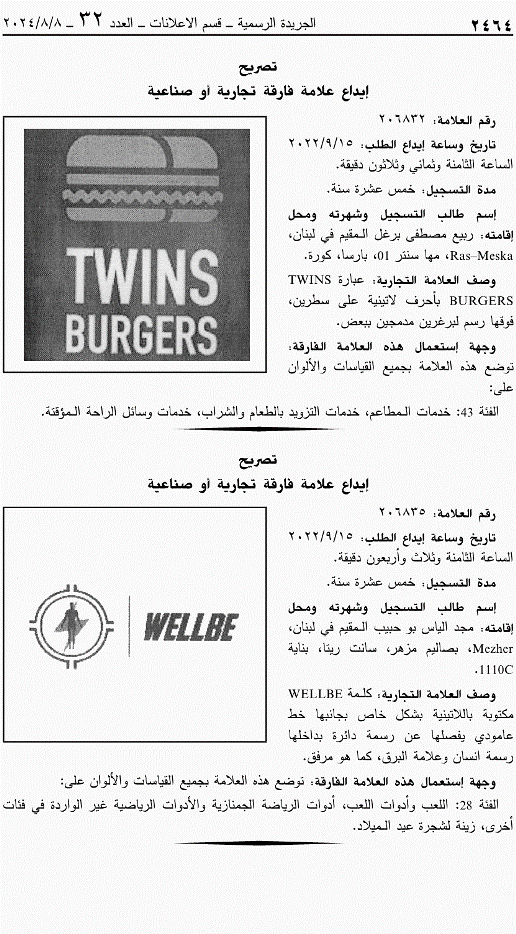 ٢٤٦٤
الجريدة الرسمية ــ قسم الاعلانات ــ العدد ٣٢ ــ ٢٠٢٤/٨/٨
تصريح
إيداع علامة فارقة تجارية أو صناعية
رقم العلامة: ٢٠٦٨٣٢
تاريخ وساعة إيداع الطلب: ٢٠٢٢/٩/١٥
الساعة الثامنة وثماني وثلاثون دقيقة.
مدة التسجيل: خمس عشرة سنة.
إسم طالب التسجيل وشهرته ومحل
إقامته: ربيع مصطفى برغل المقيم في لبنان،
Ras–Meska، مها سنتر 01، بارسا، كورة.
وصف العلامة التجارية: عبارة TWINS
BURGERS بأحرف لاتينية على سطرين،
فوقها رسم لبرغرين مدمجين ببعض.
وجهة إستعمال هذه العلامة الفارقة:
توضع هذه العلامة بجميع القياسات والألوان
على:
TWINS
BURGERS
الفئة 43: خدمات المطاعم، خدمات التزويد بالطعام والشراب، خدمات وسائل الراحة المؤقتة.
تصريح
إيداع علامة فارقة تجارية أو صناعية
رقم العلامة: ٢٠٦٨٣٥
تاريخ وساعة إيداع الطلب: ٢٠٢٢/٩/١٥
الساعة الثامنة وثلاث وأربعون دقيقة.
مدة التسجيل: خمس عشرة سنة.
إسم طالب التسجيل وشهرته ومحل
إقامته: مجد الياس بو حبيب المقيم في لبنان،
Mezher، بصاليم مزهر، سانت ريتا، بناية
1110C.
وصف العلامة التجارية: كلمة WELLBE
مكتوبة باللاتينية بشكل خاص بجانبها خط
عامودي يفصلها عن رسمة دائرة بداخلها
رسمة انسان وعلامة البرق، كما هو مرفق.
WELLBE
وجهة إستعمال هذه العلامة الفارقة: توضع هذه العلامة بجميع القياسات والألوان على:
الفئة 28: اللعب وأدوات اللعب، أدوات الرياضة الجمنازية والأدوات الرياضية غير الواردة في فئات
أخرى، زينة لشجرة عيد الميلاد.